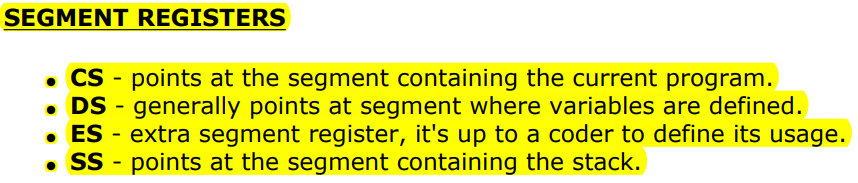 SEGMENT REGISTERS
• CS - points at the segment containing the current program.
• DS - generally points at segment where variables are defined.
• ES - extra segment register, it's up to a coder to define its usage.
• SS - points at the segment containing the stack.